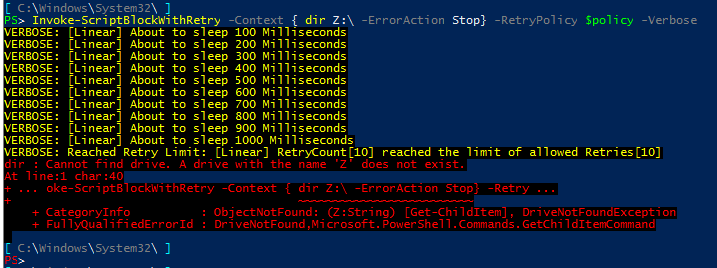 [ C:\Windows\System32\ ]
PS> Invoke-ScriptBlockWithRetry -Context { dir Z:\ -ErrorAction Stop} -RetryPolicy $policy -Verbose
VERBOSE: [Linear] About to sleep 100 Milliseconds
VERBOSE: [Linear] About to sleep 200 Milliseconds
VERBOSE: [Linear] About to sleep 300 Milliseconds
VERBOSE: [Linear] About to sleep 400 Milliseconds
VERBOSE: [Linear] About to sleep 500 Milliseconds
VERBOSE: [Linear] About to sleep 600 Milliseconds
VERBOSE: [Linear] About to sleep 700 Milliseconds
VERBOSE: [Linear] About to sleep 800 Milliseconds
VERBOSE: [Linear] About to sleep 900 Milliseconds
VERBOSE: [Linear] About to sleep 1000 Milliseconds
VERBOSE: Reached Retry Limit: [Linear] RetryCount[10] reached the limit of allowed Retries[10]
dir : Cannot find drive. A drive with the name 'Z' does not exist.
At line:1 char:40
+ ... oke-ScriptBlockWithRetry -Context { dir Z:\ -ErrorAction Stop} -Retry ...
+                                         ~~~~~~~~~~~~~~~~~~~~~~~~
    + CategoryInfo          : ObjectNotFound: (Z:String) [Get-ChildItem], DriveNotFoundException
    + FullyQualifiedErrorId : DriveNotFound,Microsoft.PowerShell.Commands.GetChildItemCommand
[ C:\Windows\System32\ ]
PS>